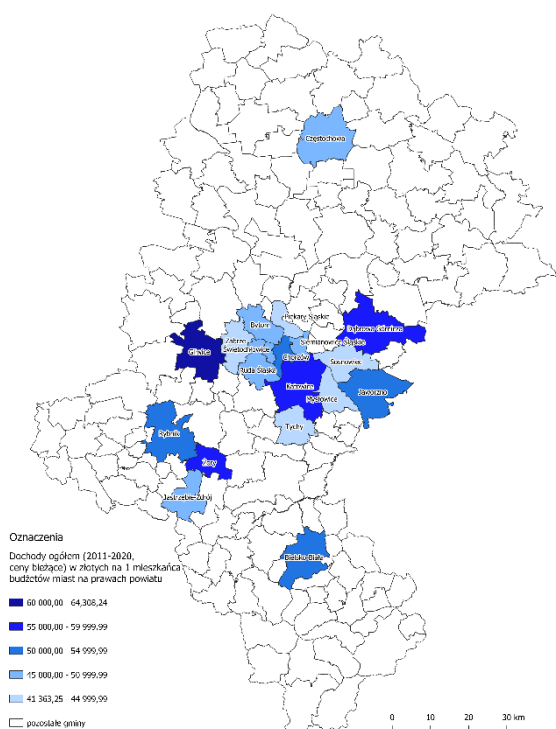 Częstochowa
Piekary Śląskie
Dąbrowa Górnicza
Bytom
Siemianowice Śląskie
Zabrze
Chorzów
Świętochłowice
Sosnowiec
Gliwice
Ruda Śląska
Katowice
Jaworzno
Mysłowice
Tychy
Rybnik
Żory
Jastrzębie-Zdrój
Bielsko-Biała
Oznaczenia
Dochody ogółem (2011-2020,
ceny bieżące) w złotych na 1 mieszkańca
budżetów miast na prawach powiatu
60 000,00 64,308,24
55 000,00 - 59 999,99
50 000,00 54 999,99
45 000,00 - 50 999,99
41 363,25 44 999,99
pozostałe gminy
0 10 20 30 km